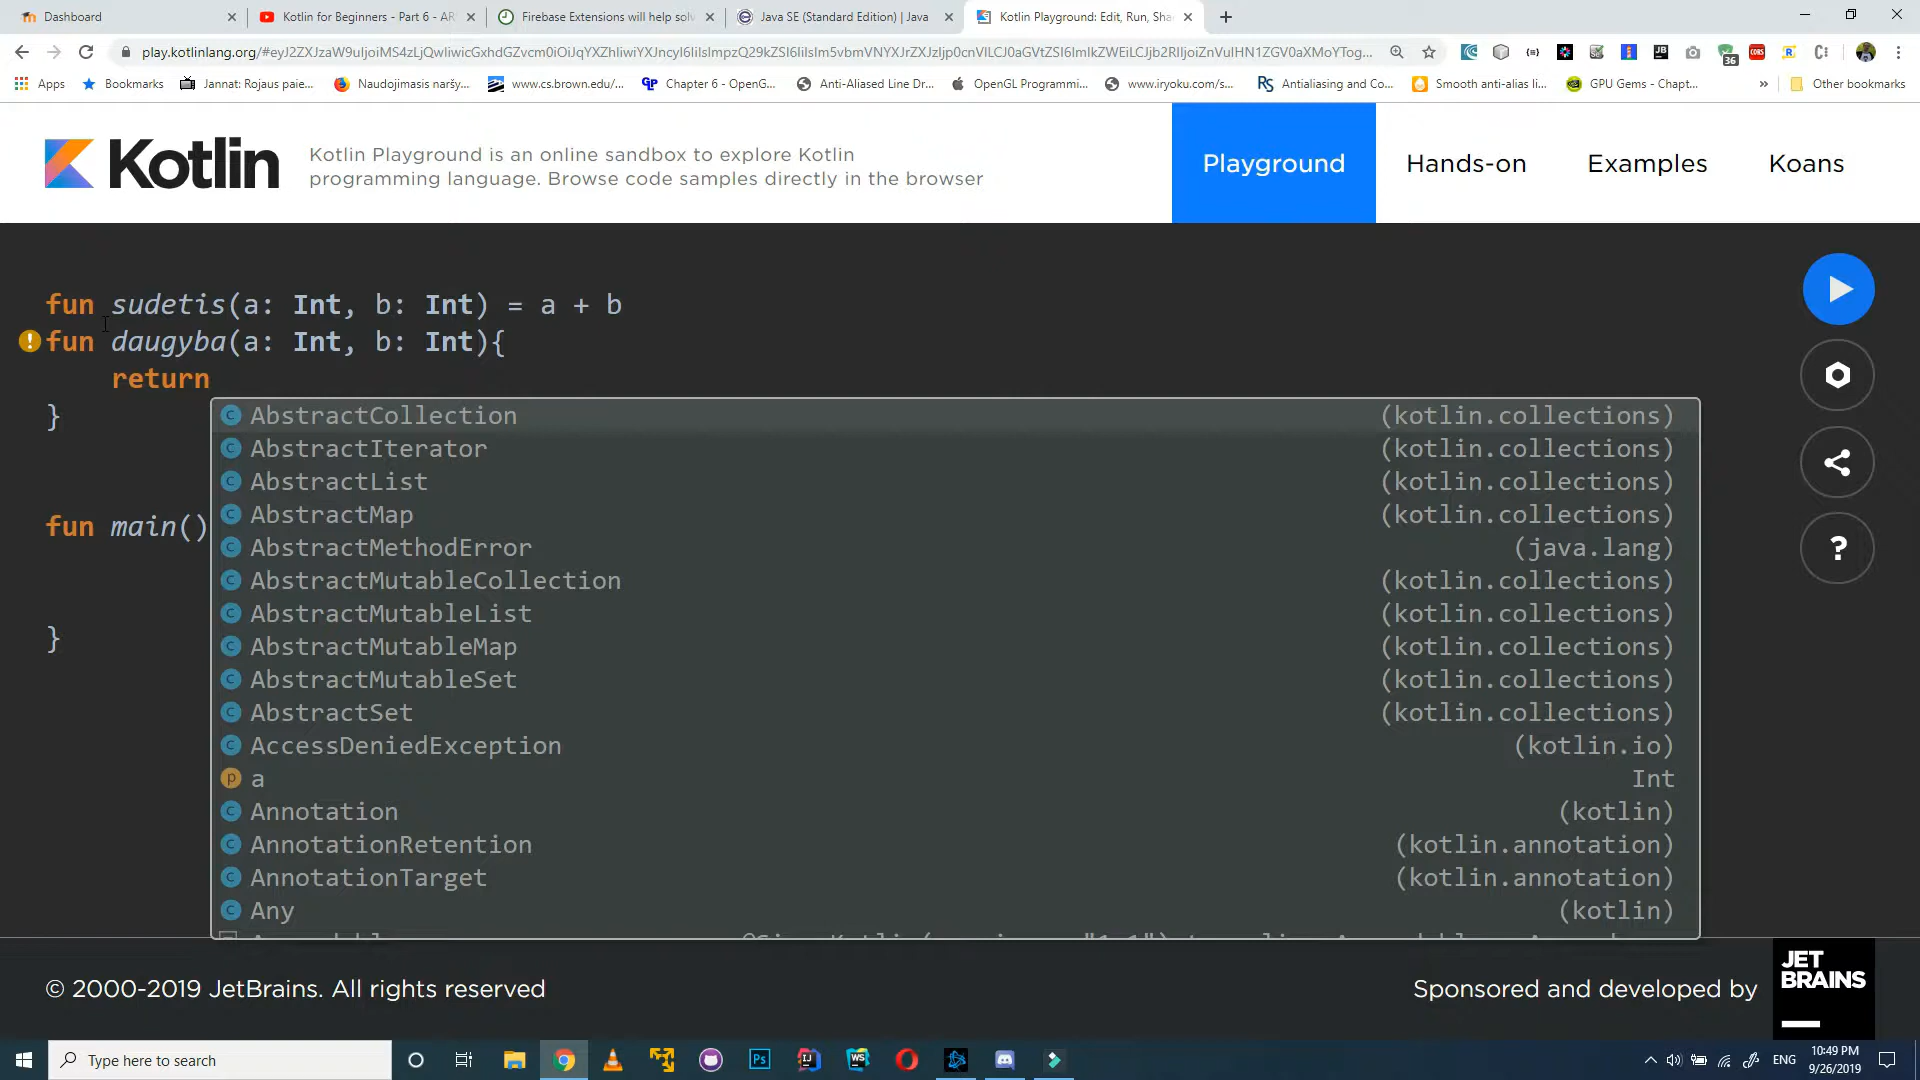 Dashboard
Kotlin for Beginners - Part 6 - AR
Firebase Extensions will help sol
Java SE (Standard Edition) | Java
Kotlin Playground: Edit, Run, Sha
Apps
Bookmarks
Jannat: Rojaus paie...
Naudojimasis naršy...
www.cs.brown.edu/...
Chapter 6 - OpenG...
Anti-Aliased Line Dr...
OpenGL Programmi...
www.iryoku.com/s...
Antialiasing and Co...
Smooth anti-alias li...
GPU Gems - Chapt...
»
Other bookmarks
Kotlin
Kotlin Playground is an online sandbox to explore Kotlin
programming language. Browse code samples directly in the browser
Playground
Hands-on
Examples
Koans
fun sudetis(a: Int, b: Int) = a + b
fun daugyba(a: Int, b: Int){
return
}
fun main()
}
AbstractCollection (kotlin.collections)
AbstractIterator (kotlin.collections)
AbstractList (kotlin.collections)
AbstractMap (kotlin.collections)
AbstractMethodError (java.lang)
AbstractMutableCollection (kotlin.collections)
AbstractMutableList (kotlin.collections)
AbstractMutableMap (kotlin.collections)
AbstractMutableSet (kotlin.collections)
AbstractSet (kotlin.collections)
AccessDeniedException (kotlin.io)
a Int
Annotation (kotlin)
AnnotationRetention (kotlin.annotation)
AnnotationTarget (kotlin.annotation)
Any (kotlin)
© 2000-2019 JetBrains. All rights reserved
Sponsored and developed by
JET
BRAINS
Type here to search
ENG
10:49 PM
9/26/2019